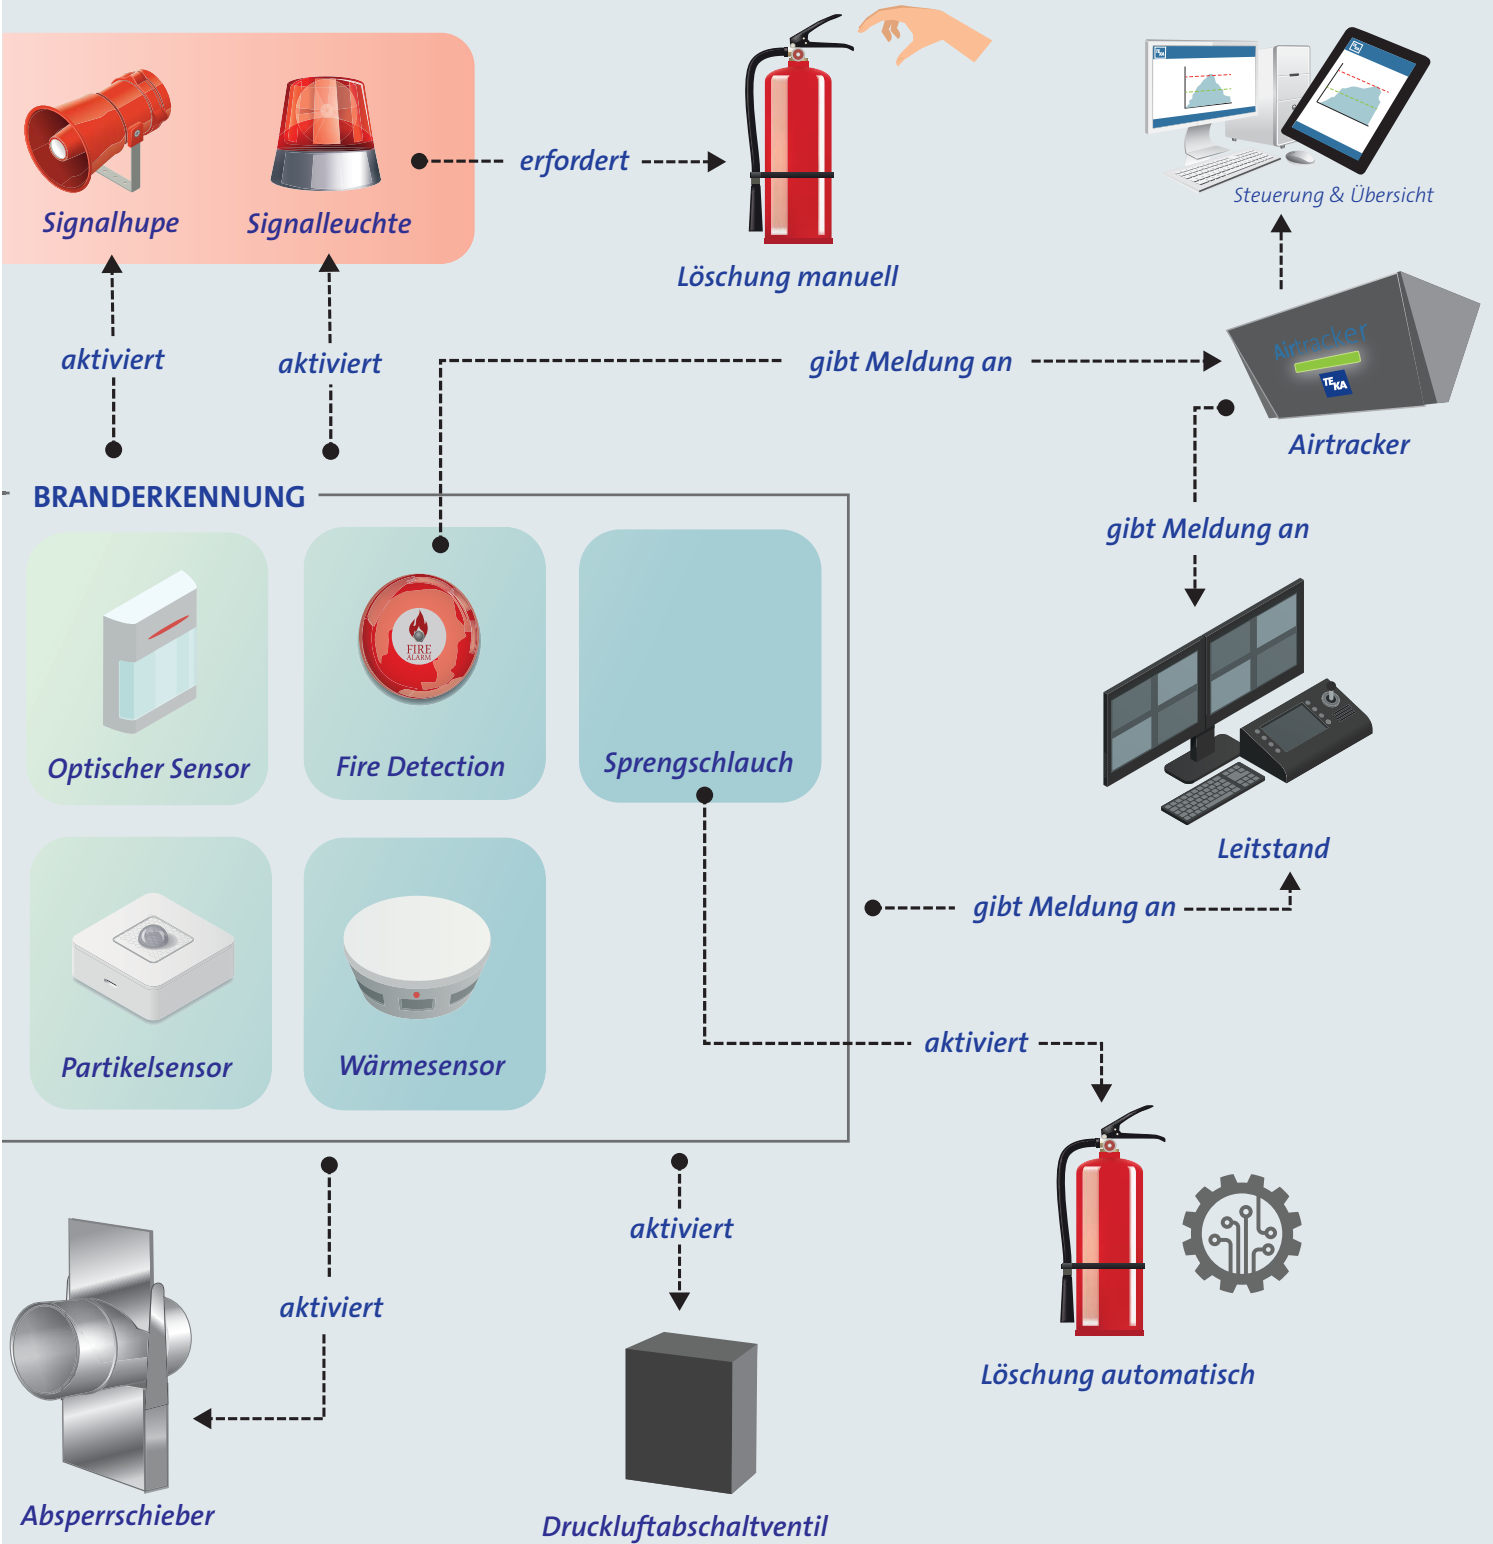 Signalhupe
Signalleuchte
erfordert
Löschung manuell
Steuerung & Übersicht
aktiviert
aktiviert
gibt Meldung an
Airtracker
TEKA
Airtracker
gibt Meldung an
BRANDERKENNUNG
FIRE
ALARM
Optischer Sensor
Fire Detection
Sprengschlauch
Leitstand
gibt Meldung an
Partikelsensor
Wärmesensor
aktiviert
aktiviert
aktiviert
Löschung automatisch
Absperrschieber
Druckluftabschaltventil